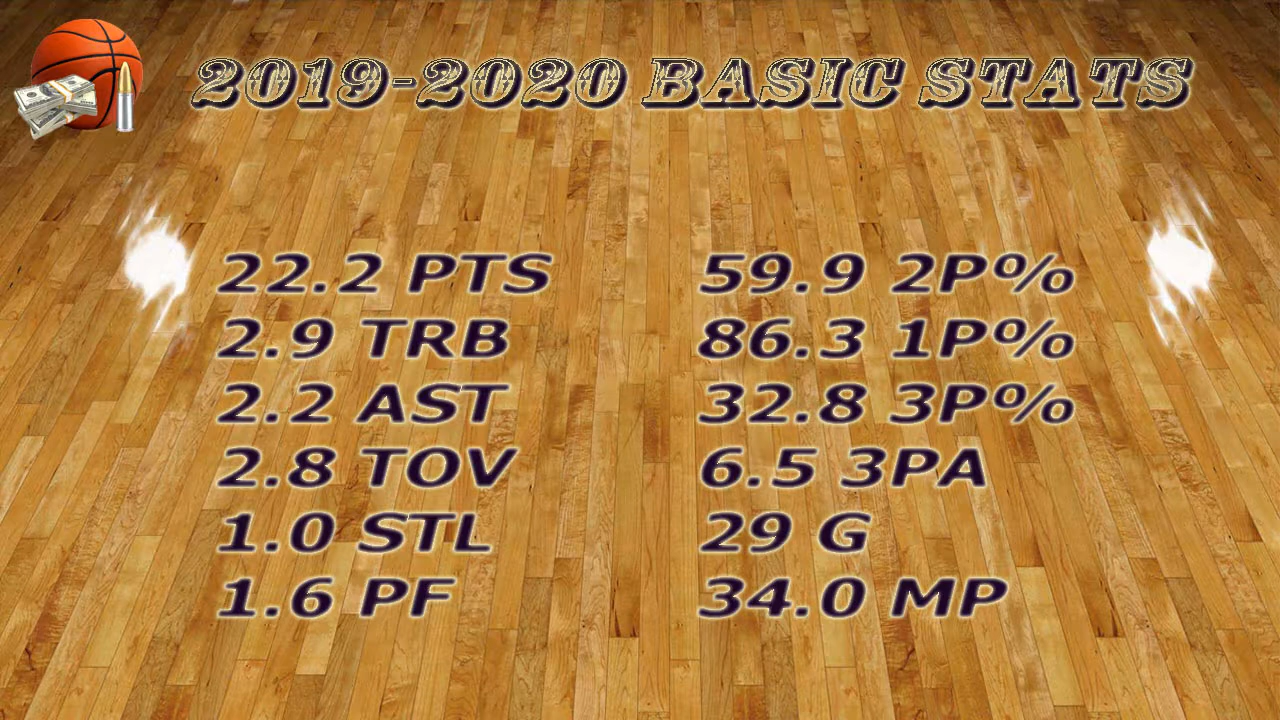 2019-2020 BASIC STATS
22.2 PTS
2.9 TRB
2.2 AST
2.8 TOV
1.0 STL
1.6 PF
59.9 2P%
86.3 1P%
32.8 3P%
6.5 3PA
29 G
34.0 MP